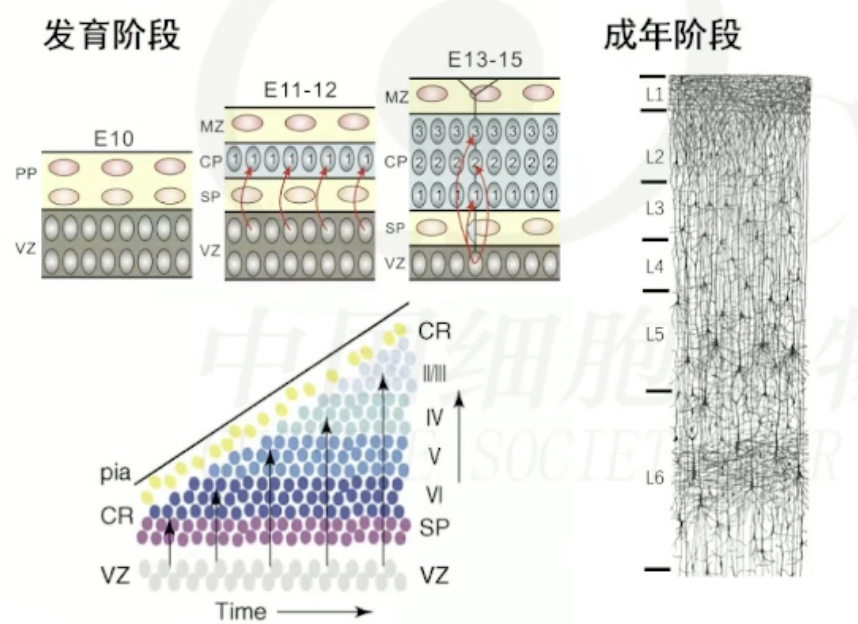 发育阶段
成年阶段
E10
PP
VZ
E11-12
MZ
CP
1 1 1 1 1 1 1 1
SP
VZ
E13-15
MZ
3 3 3 3 3 3 3 3
CP
2 2 2 2 2 2 2 2
1 1 1 1 1 1 1 1
SP
VZ
L1
L2
L3
L4
L5
L6
CR
II/III
IV
V
VI
SP
VZ
pia
CR
VZ
Time
中国细胞生物
SOCIETY FOR